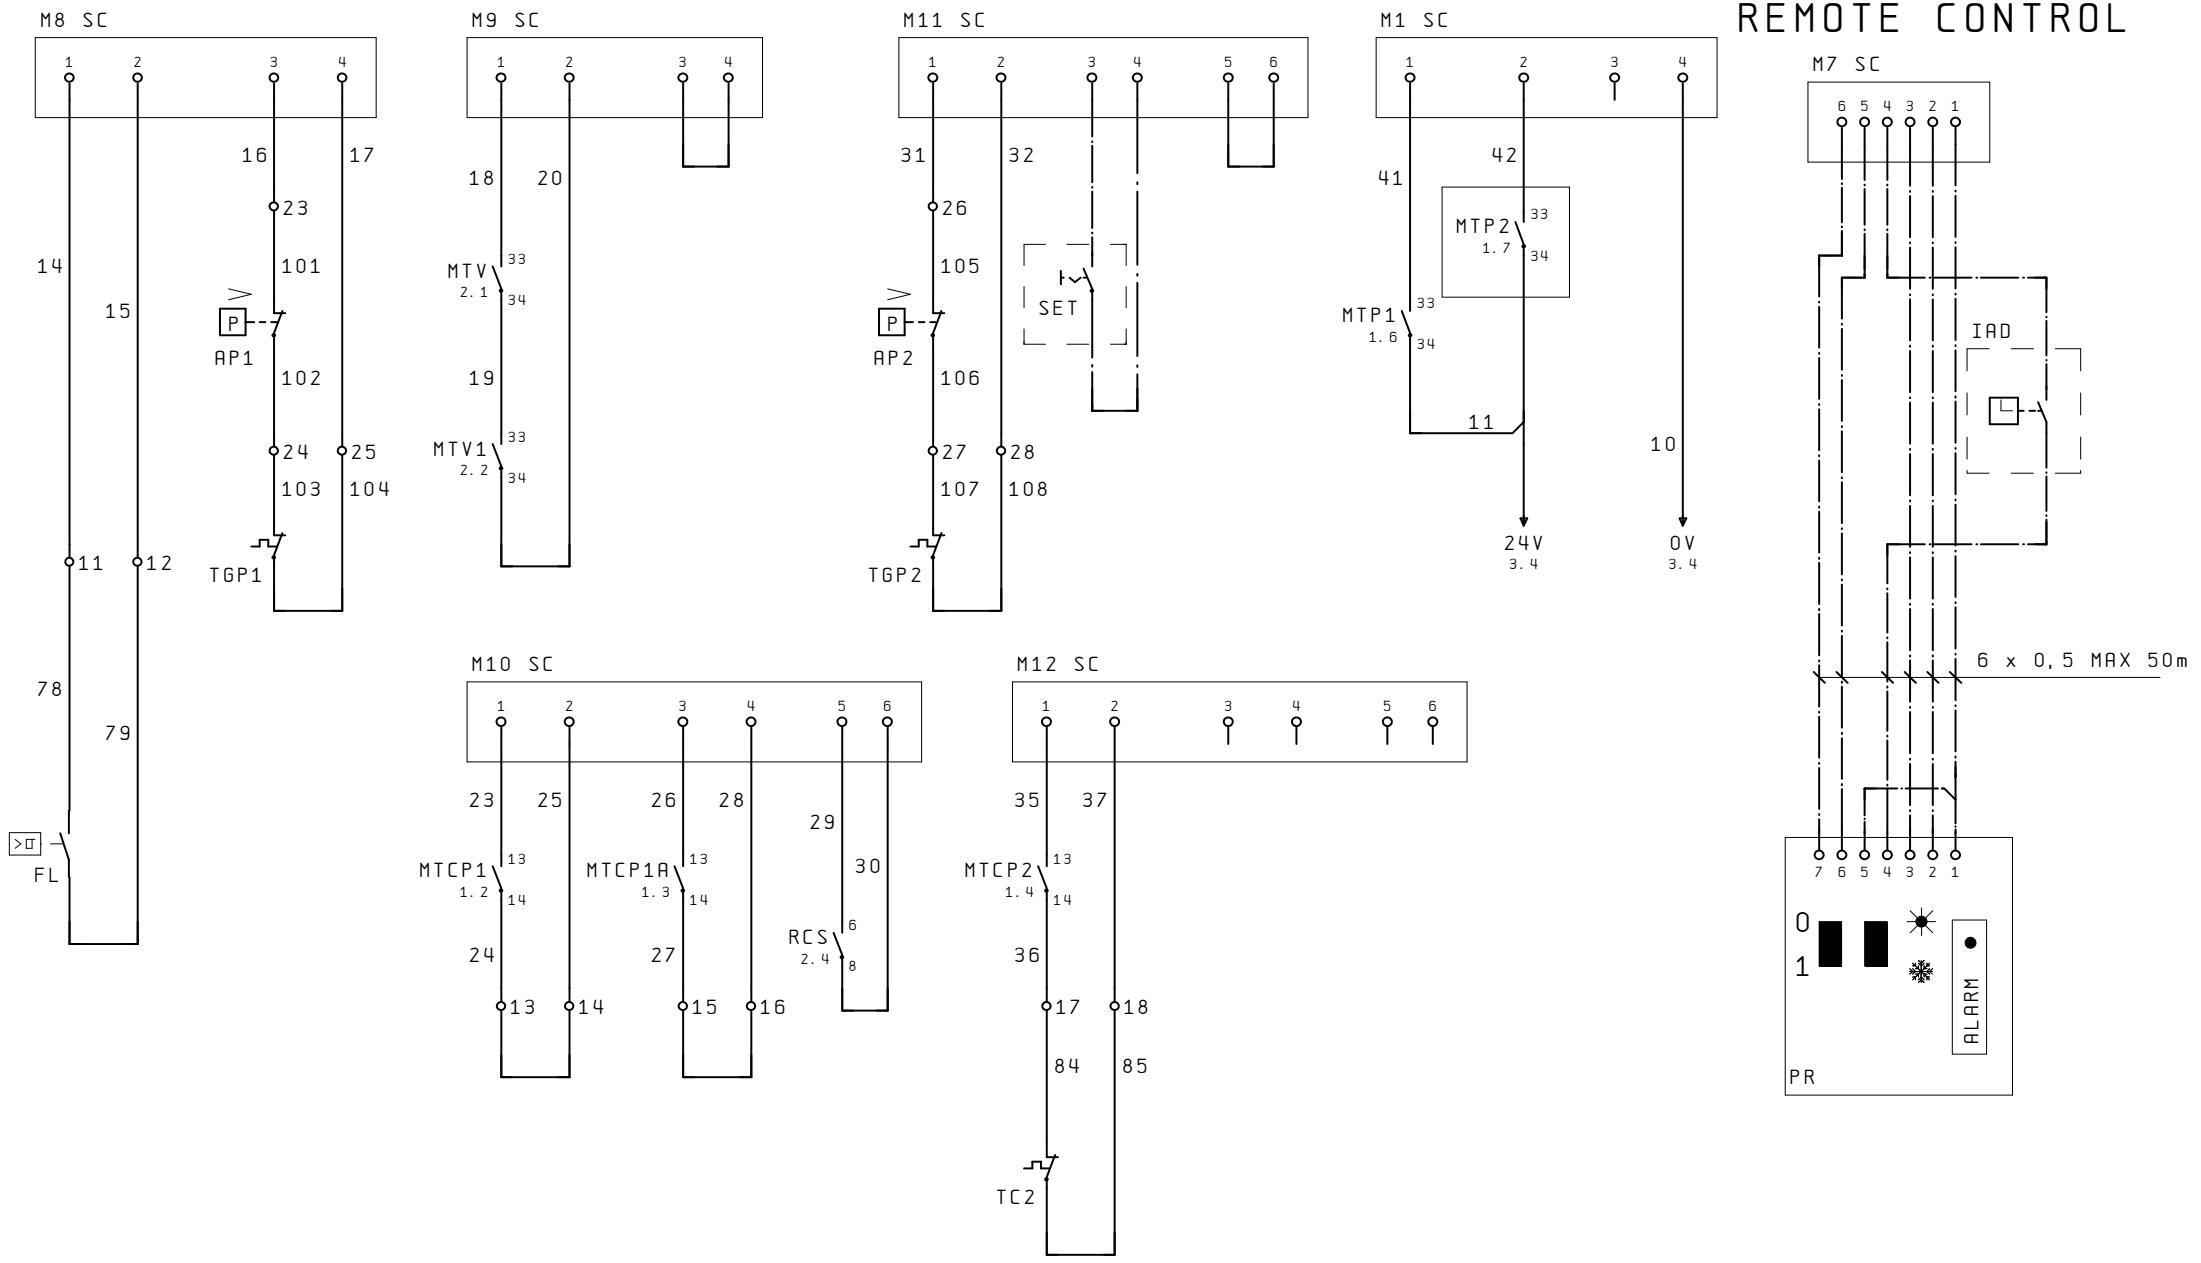 REMOTE CONTROL
M8 SC
1 2 3 4
14
15
16
17
23
101
P
AP1
102
24
25
103
104
TGP1
11
12
78
79
FL
M9 SC
1 2 3 4
18
20
MTV
2.1
33
34
19
MTV1
2.2
33
34
M11 SC
1 2 3 4 5 6
31
32
26
105
P
AP2
106
27
28
107
108
TGP2
SET
M1 SC
1 2 3 4
41
42
MTP2
1.7
33
34
MTP1
1.6
33
34
11
10
24V
3.4
0V
3.4
M7 SC
6 5 4 3 2 1
IAD
6 x 0,5 MAX 50m
7 6 5 4 3 2 1
0
1
ALARM
PR
M10 SC
1 2 3 4 5 6
23
25
26
28
29
30
MTCP1
1.2
13
14
MTCP1A
1.3
13
14
RCS
2.4
6
8
24
27
13
14
15
16
M12 SC
1 2 3 4 5 6
35
37
MTCP2
1.4
13
14
36
17
18
84
85
TC2